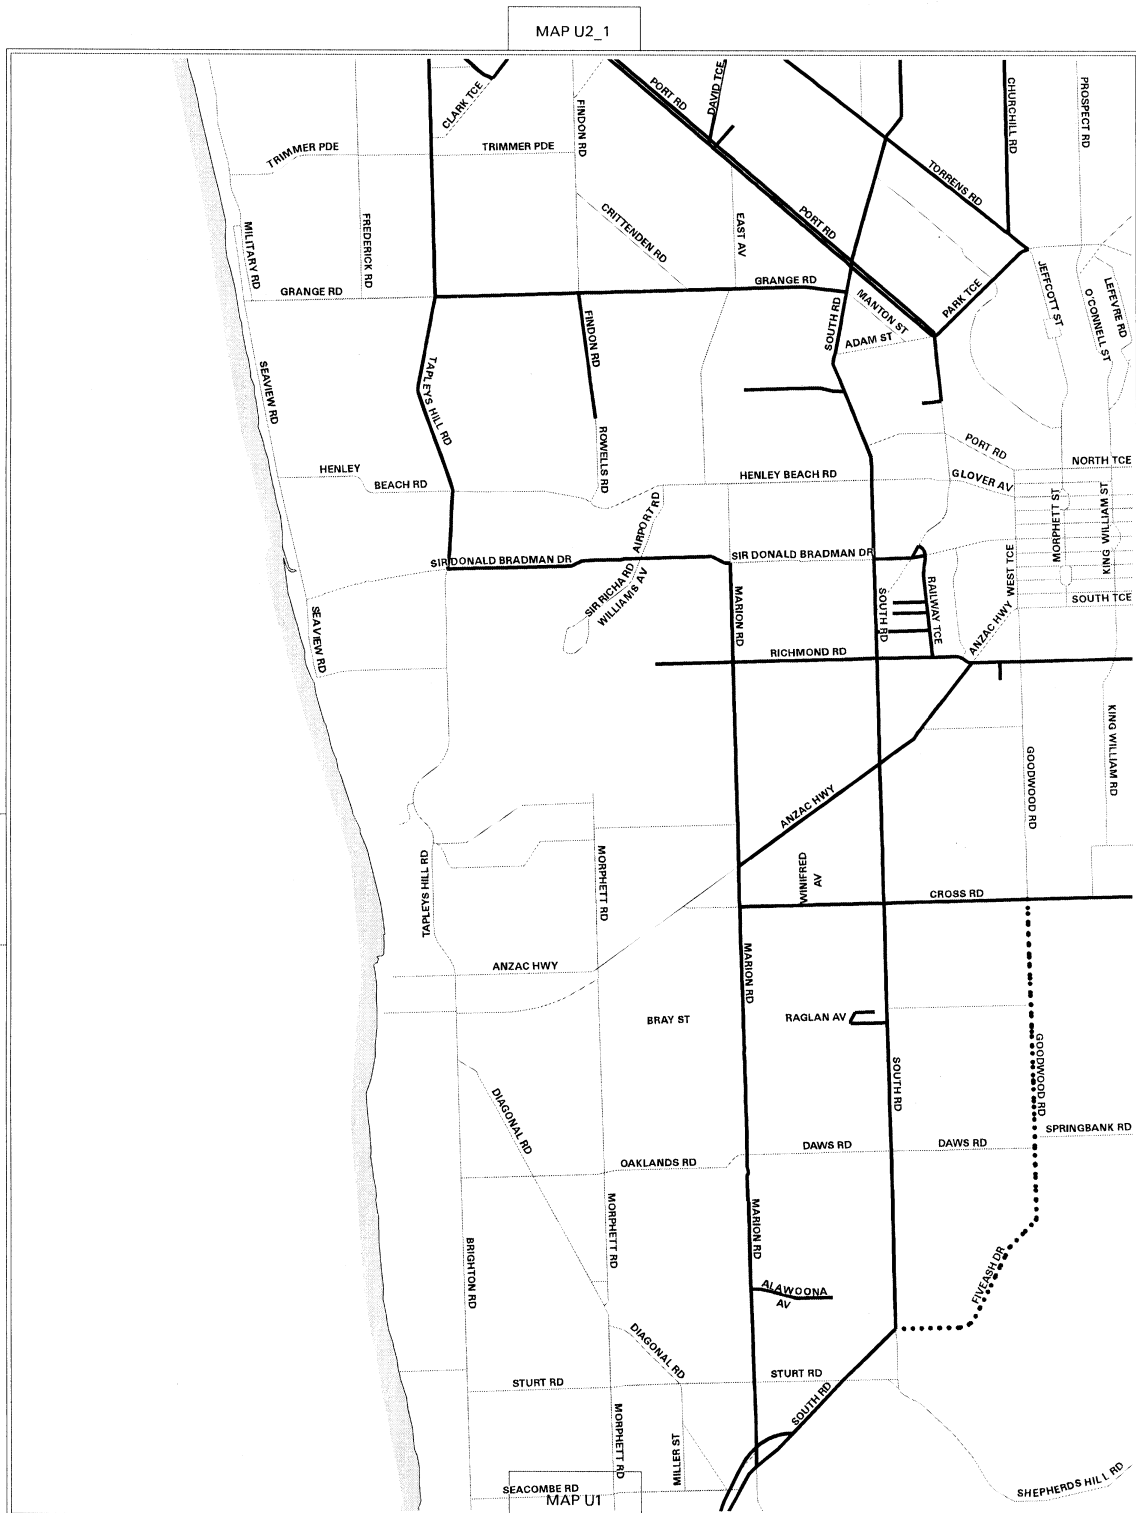 MAP U2_1
CLARK TCE
FINDON RD
PORT RD
DAVID TCE
CHURCHILL RD
PROSPECT RD
TRIMMER PDE
TRIMMER PDE
TORRENS RD
MILITARY RD
FREDERICK RD
CRITTENDEN RD
EAST AV
PORT RD
GRANGE RD
GRANGE RD
SOUTH RD
MANTON ST
ADAM ST
PARK TCE
JEFFCOTT ST
O'CONNELL ST
LEFEVRE RD
FINDON RD
SEAVIEW RD
TAPLEYS HILL RD
ROWELLS RD
HENLEY
BEACH RD
HENLEY BEACH RD
PORT RD
GLOVER AV
NORTH TCE
MORPHETT ST
KING WILLIAM ST
AIRPORT RD
SIR DONALD BRADMAN DR
SIR DONALD BRADMAN DR
WEST TCE
SIR RICHARD
WILLIAMS AV
MARION RD
SOUTH RD
RAILWAY TCE
ANZAC HWY
SOUTH TCE
SEAVIEW RD
RICHMOND RD
KING WILLIAM RD
GOODWOOD RD
ANZAC HWY
TAPLEYS HILL RD
MORPHETT RD
WINIFRED
AV
CROSS RD
ANZAC HWY
MARION RD
BRAY ST
RAGLAN AV
SOUTH RD
GOODWOOD RD
DIAGONAL RD
SPRINGBANK RD
DAWS RD
DAWS RD
OAKLANDS RD
MORPHETT RD
MARION RD
BRIGHTON RD
FIVEASH DR
ALAWOONA
AV
DIAGONAL RD
STURT RD
STURT RD
SOUTH RD
MORPHETT RD
MILLER ST
SEACOMBE RD
SHEPHERDS HILL RD
MAP U1